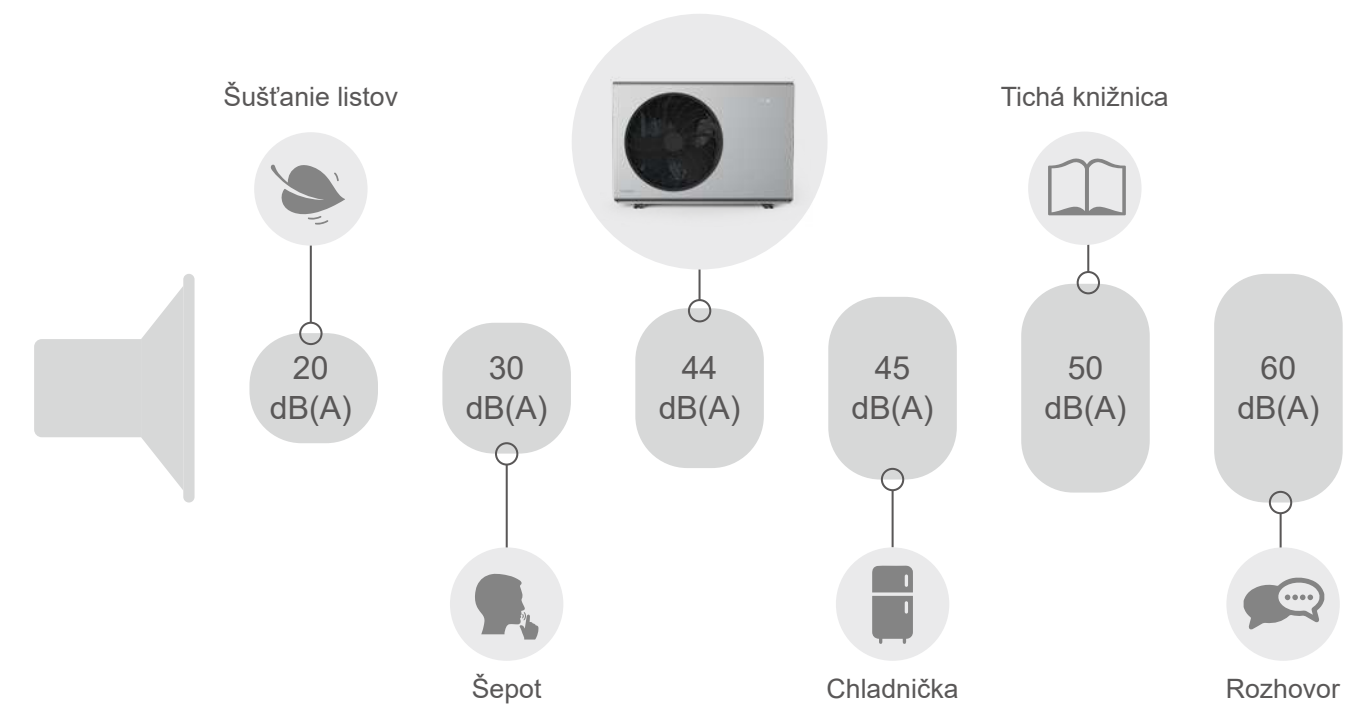 Šušťanie listov
Tichá knižnica
20
dB(A)
30
dB(A)
44
dB(A)
45
dB(A)
50
dB(A)
60
dB(A)
Šepot
Chladnička
Rozhovor